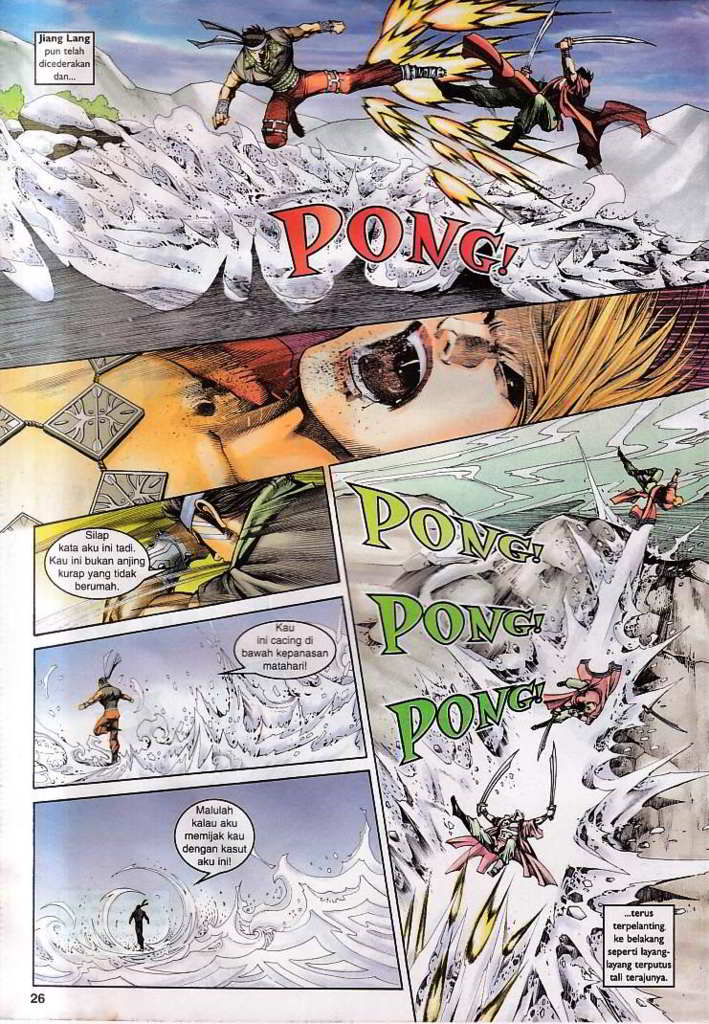 Jiang Lang
pun telah
dicederakan
dan...
PONG!
Silap
kata aku ini tadi.
Kau ini bukan anjing
kurap yang tidak
berumah.
Kau
ini cacing di
bawah kepanasan
matahari!
Malulah
kalau aku
memijak kau
dengan kasut
aku ini!
PONG!
PONG!
PONG!
...terus
terpelanting
ke belakang
seperti layang-
layang terputus
tali terajunya.
26